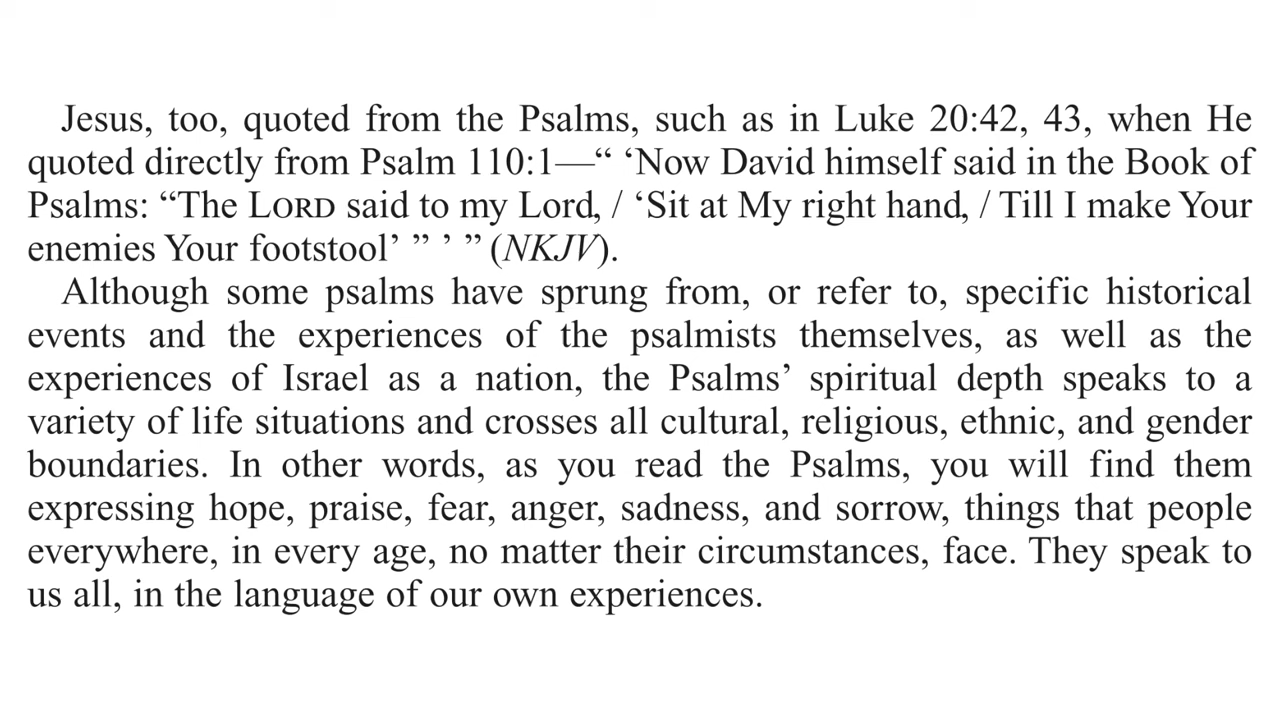 Jesus, too, quoted from the Psalms, such as in Luke 20:42, 43, when He
quoted directly from Psalm 110:1—“ ‘Now David himself said in the Book of
Psalms: “The LORD said to my Lord, / ‘Sit at My right hand, / Till I make Your
enemies Your footstool’ ” ’ ” (NKJV).
Although some psalms have sprung from, or refer to, specific historical
events and the experiences of the psalmists themselves, as well as the
experiences of Israel as a nation, the Psalms’ spiritual depth speaks to a
variety of life situations and crosses all cultural, religious, ethnic, and gender
boundaries. In other words, as you read the Psalms, you will find them
expressing hope, praise, fear, anger, sadness, and sorrow, things that people
everywhere, in every age, no matter their circumstances, face. They speak to
us all, in the language of our own experiences.